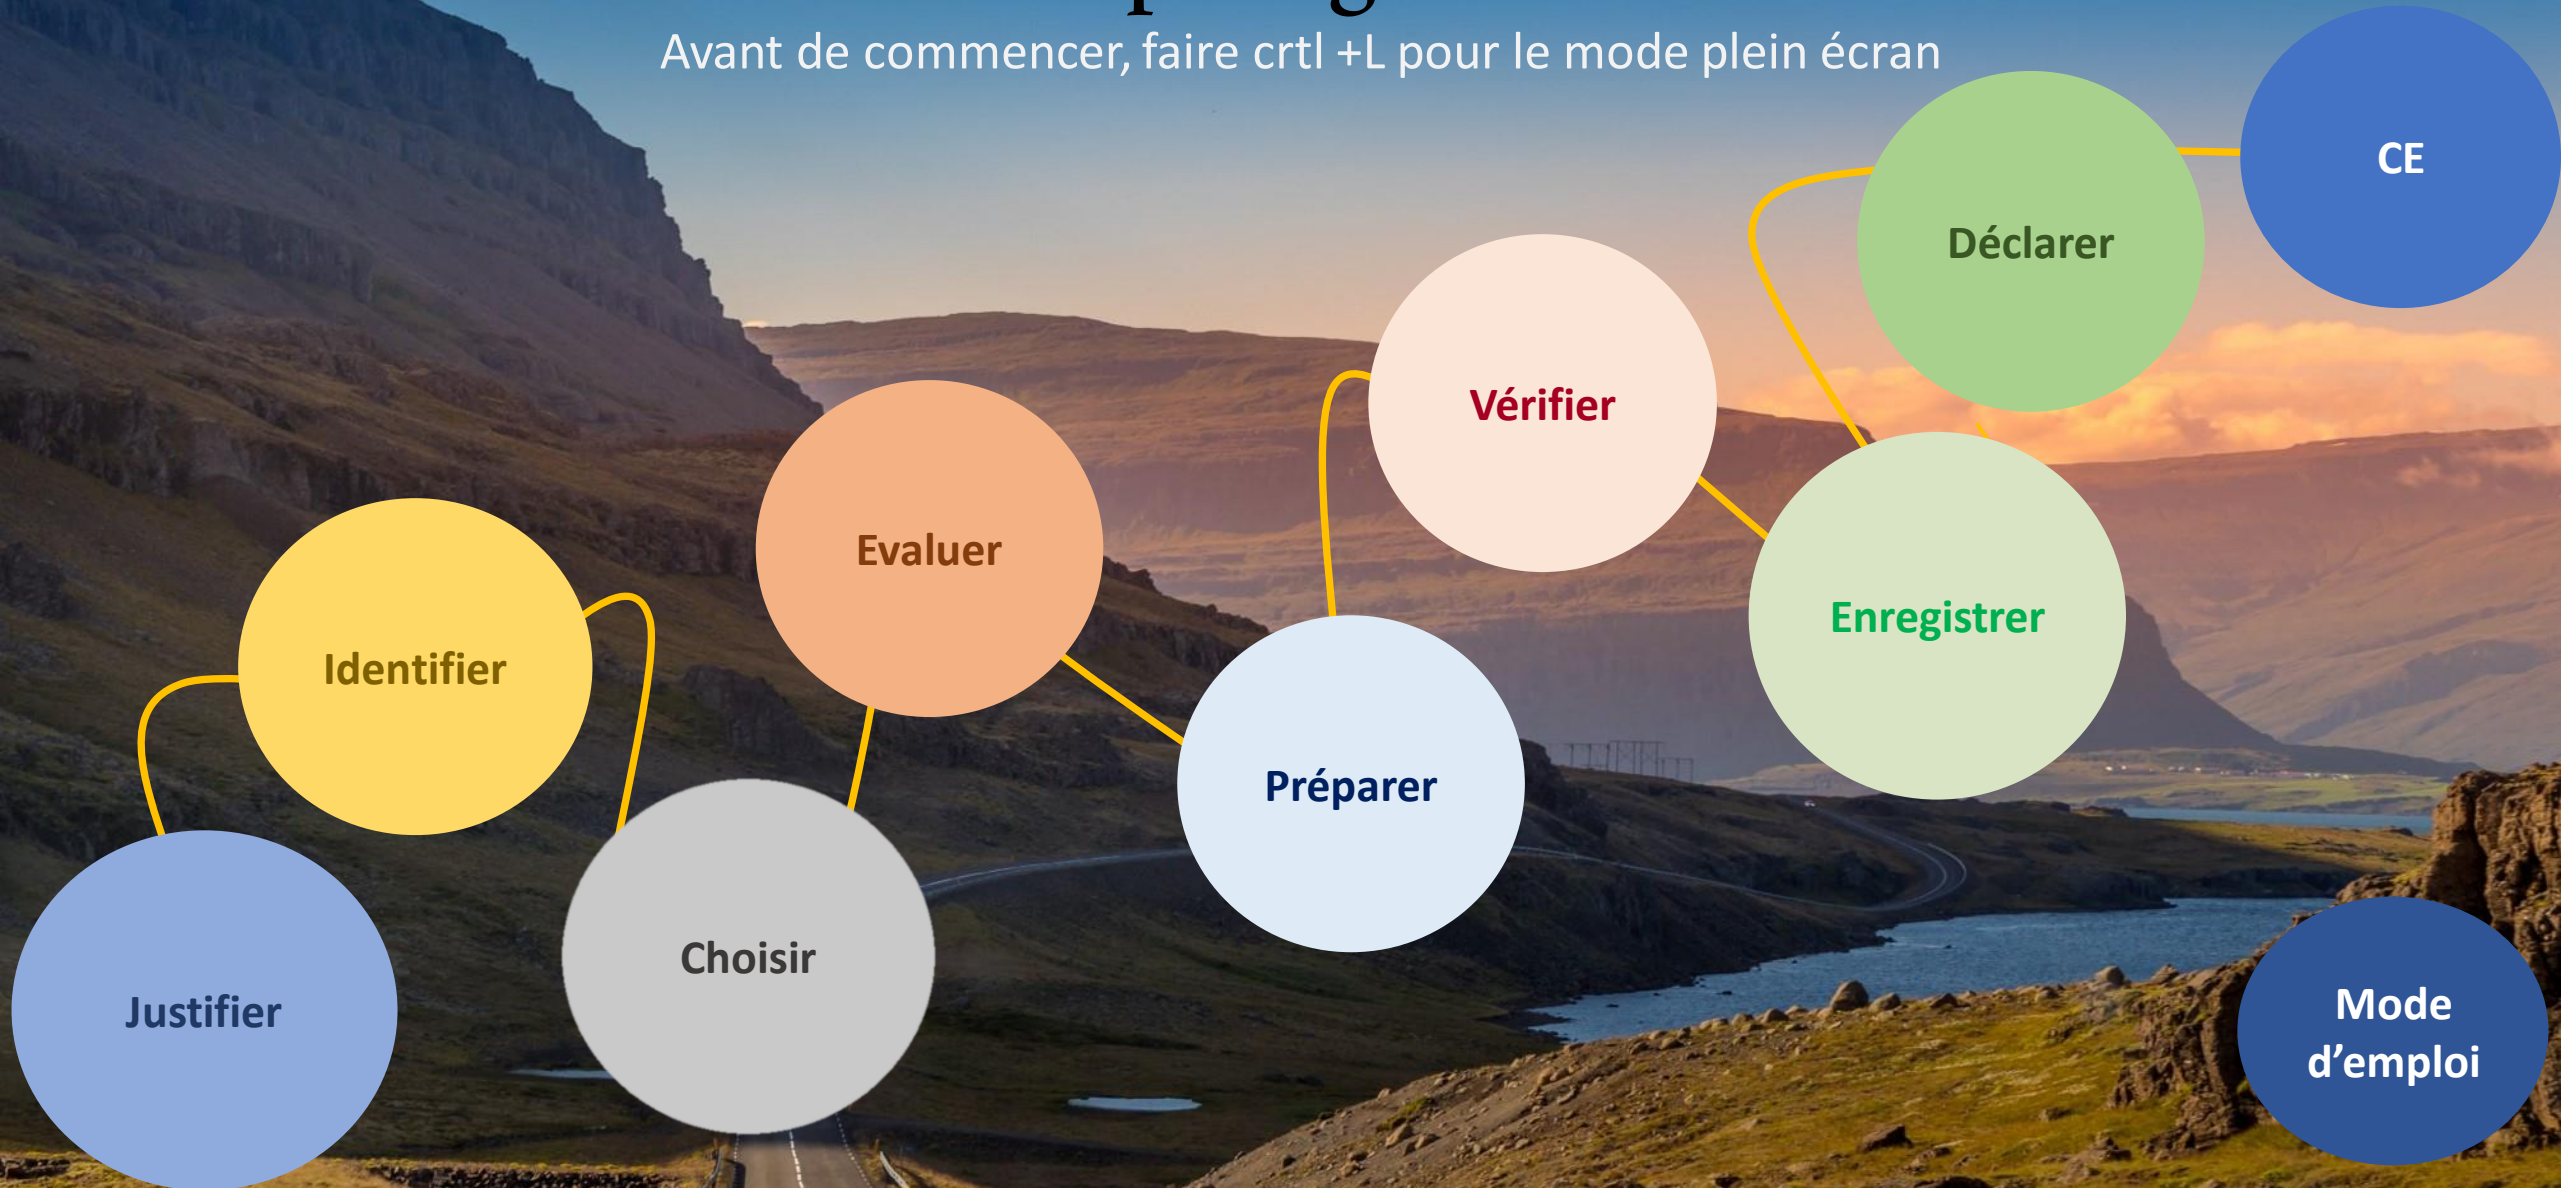 Avant de commencer, faire crtl +L pour le mode plein écran
CE
Déclarer
Vérifier
Evaluer
Enregistrer
Identifier
Préparer
Choisir
Justifier
Mode
d’emploi